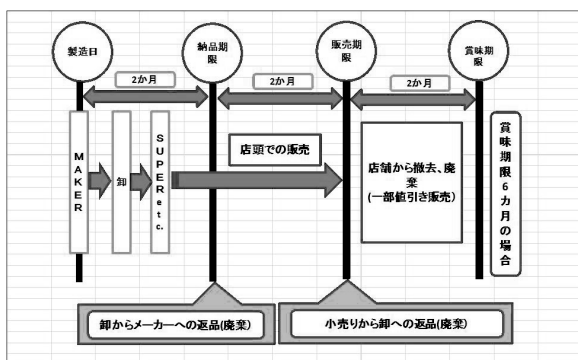 製造日
納品期
限
販売期
限
賞味期
限
2か月
2か月
2か月
MAKER
卸
SUPERetc.
店頭での販売
店舗から撤去、廃
棄
(一部値引き販売)
賞味期限6カ月の場合
卸からメーカーへの返品(廃棄)
小売りから卸への返品(廃棄)